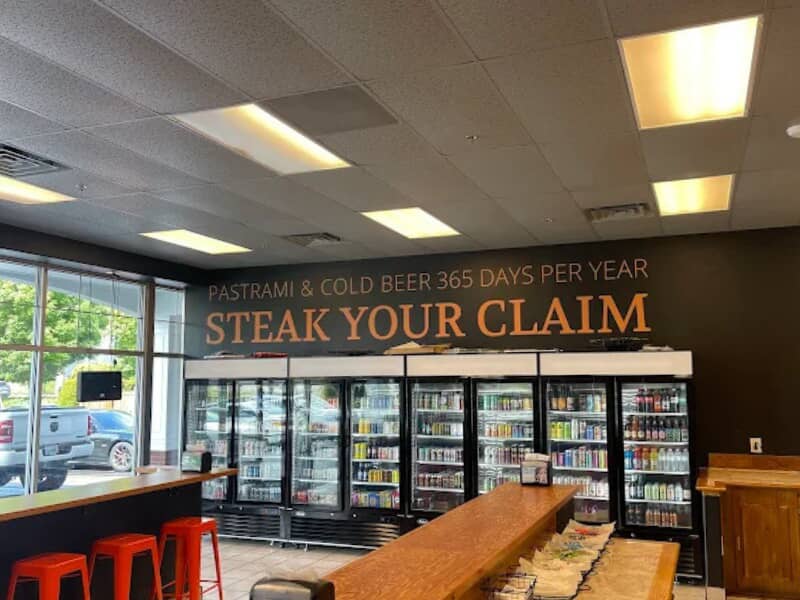 PASTRAMI & COLD BEER 365 DAYS PER YEAR
STEAK YOUR CLAIM